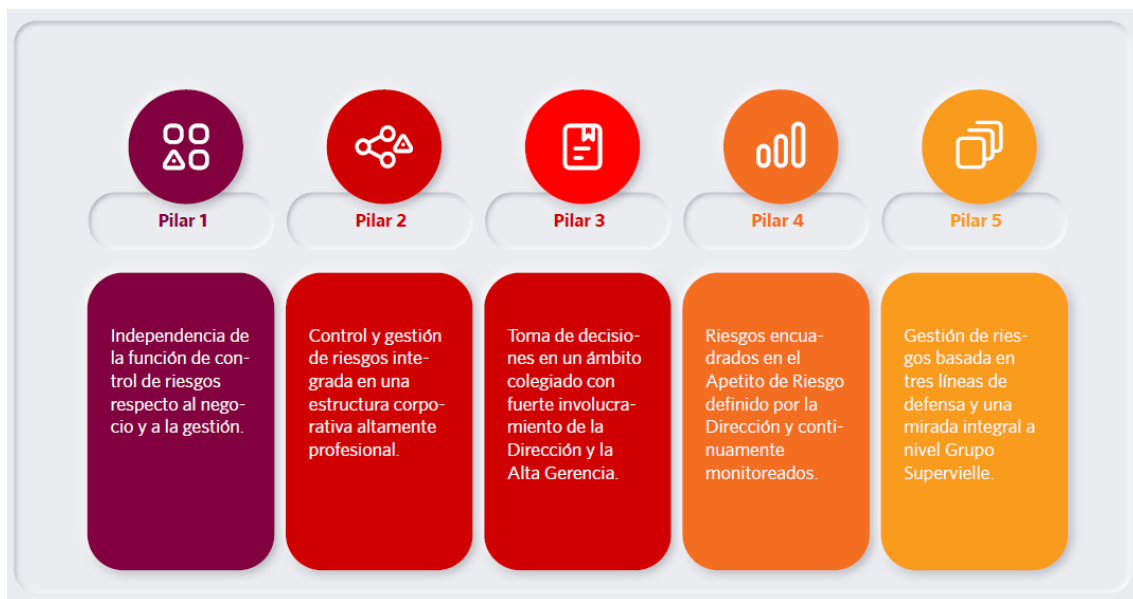 Pilar 1
Pilar 2
Pilar 3
Pilar 4
Pilar 5
Independencia de
la función de con-
trol de riesgos
respecto al nego-
cio y a la gestión.
Control y gestión
de riesgos inte-
grada en una
estructura corpo-
rativa altamente
profesional.
Toma de decisio-
nes en un ámbito
colegiado con
fuerte involucra-
miento de la
Dirección y la
Alta Gerencia.
Riesgos encua-
drados en el
Apetito de Riesgo
definido por la
Dirección y conti-
nuamente
monitoreados.
Gestión de ries-
gos basada en
tres líneas de
defensa y una
mirada integral a
nivel Grupo
Supervielle.